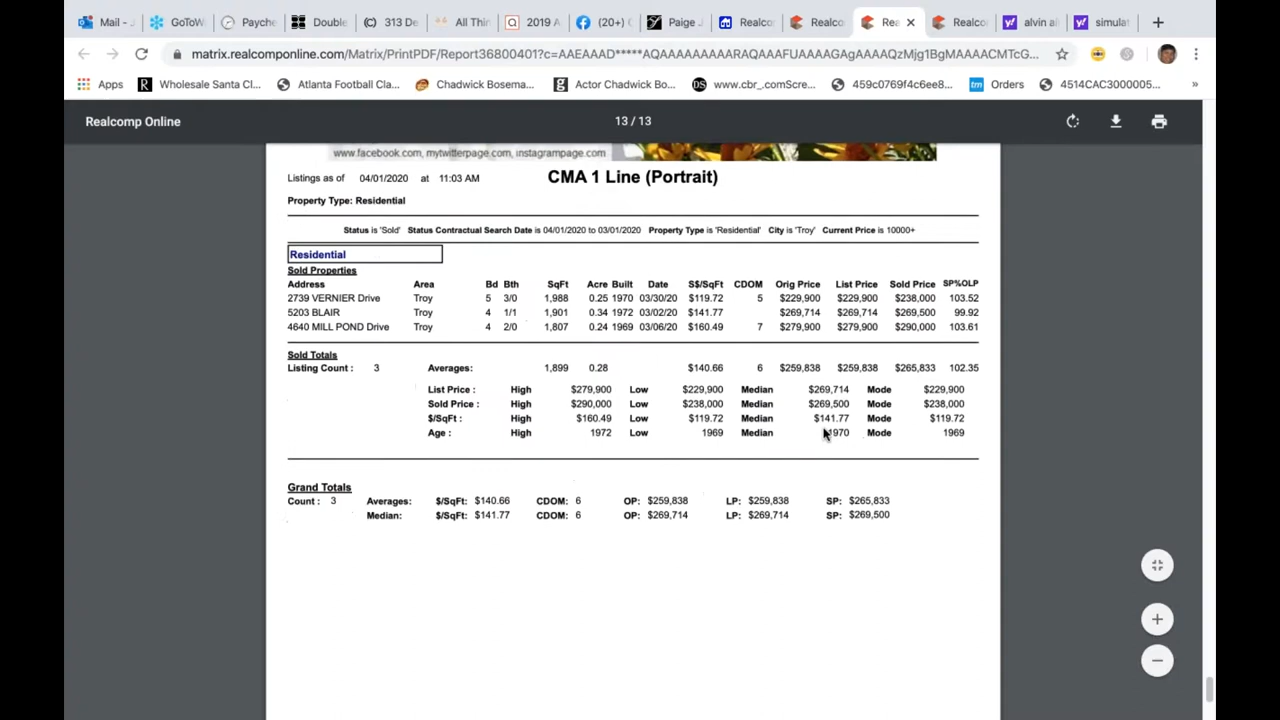 Mail - J GoToW Payche Double (C) 313 De All Thin 2019 A (20+) Paige J Realco Realco Rea Realco alvin ai simulat
matrix.realcomponline.com/Matrix/PrintPDF/Report36800401?c=AAEAAAD*****AQAAAAAAAAARAQAAAFUAAAAGAgAAAAQzMjg1BgMAAAACMTcG...
Apps Wholesale Santa Cl... Atlanta Football Cla... Chadwick Bosema... Actor Chadwick Bo... www.cbr_.comScre... 459c0769f4c6ee8... tm Orders 4514CAC3000005... »
Realcomp Online 13 / 13
www.facebook.com, mytwitterpage.com, instagrampage.com
Listings as of 04/01/2020 at 11:03 AM CMA 1 Line (Portrait)
Property Type: Residential
Status is 'Sold' Status Contractual Search Date is 04/01/2020 to 03/01/2020 Property Type is 'Residential' City is 'Troy' Current Price is 10000+
Residential
Sold Properties
Address Area Bd Bth SqFt Acre Built Date S$/SqFt CDOM Orig Price List Price Sold Price SP%OLP
2739 VERNIER Drive Troy 5 3/0 1,988 0.25 1970 03/30/20 $119.72 5 $229,900 $229,900 $238,000 103.52
5203 BLAIR Troy 4 1/1 1,901 0.34 1972 03/02/20 $141.77 $269,714 $269,714 $269,500 99.92
4640 MILL POND Drive Troy 4 2/0 1,807 0.24 1969 03/06/20 $160.49 7 $279,900 $279,900 $290,000 103.61
Sold Totals
Listing Count : 3 Averages: 1,899 0.28 $140.66 6 $259,838 $259,838 $265,833 102.35
List Price : High $279,900 Low $229,900 Median $269,714 Mode $229,900
Sold Price : High $290,000 Low $238,000 Median $269,500 Mode $238,000
$/SqFt : High $160.49 Low $119.72 Median $141.77 Mode $119.72
Age : High 1972 Low 1969 Median 1970 Mode 1969
Grand Totals
Count : 3 Averages: $/SqFt: $140.66 CDOM: 6 OP: $259,838 LP: $259,838 SP: $265,833
Median: $/SqFt: $141.77 CDOM: 6 OP: $269,714 LP: $269,714 SP: $269,500